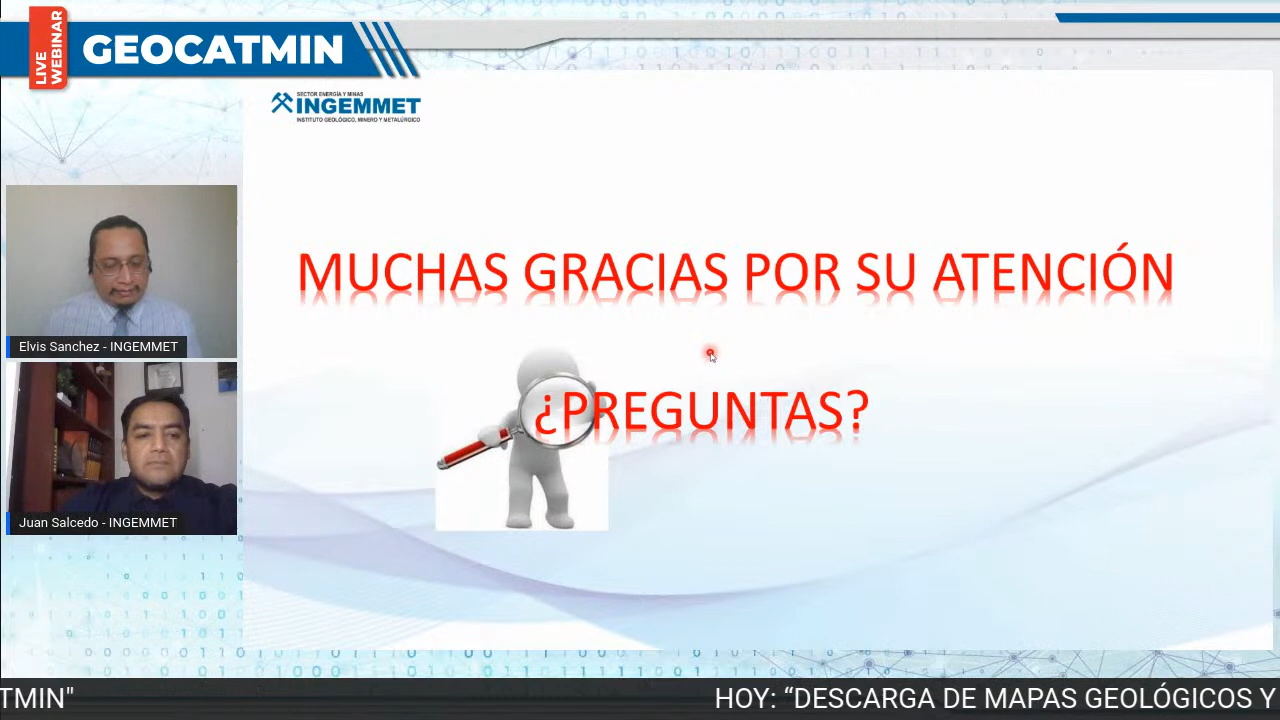 LIVE
WEBINAR
GEOCATMIN
SECTOR ENERGÍA Y MINAS
INGEMMET
INSTITUTO GEOLÓGICO, MINERO Y METALÚRGICO
MUCHAS GRACIAS POR SU ATENCIÓN
¿PREGUNTAS?
Elvis Sanchez - INGEMMET
Juan Salcedo - INGEMMET
TMIN" HOY: “DESCARGA DE MAPAS GEOLÓGICOS Y